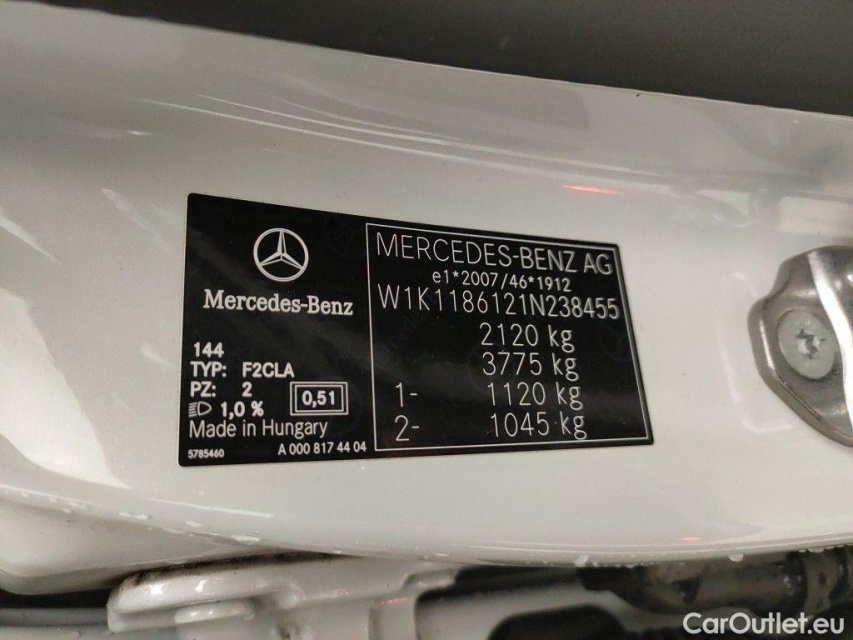 Mercedes-Benz
144
TYP: F2CLA
PZ: 2
1,0 %
0,51
Made in Hungary
5785460 A 000 817 44 04
MERCEDES-BENZ AG
e1*2007/46*1912
W1K1186121N238455
2120 kg
3775 kg
1- 1120 kg
2- 1045 kg
CarOutlet.eu